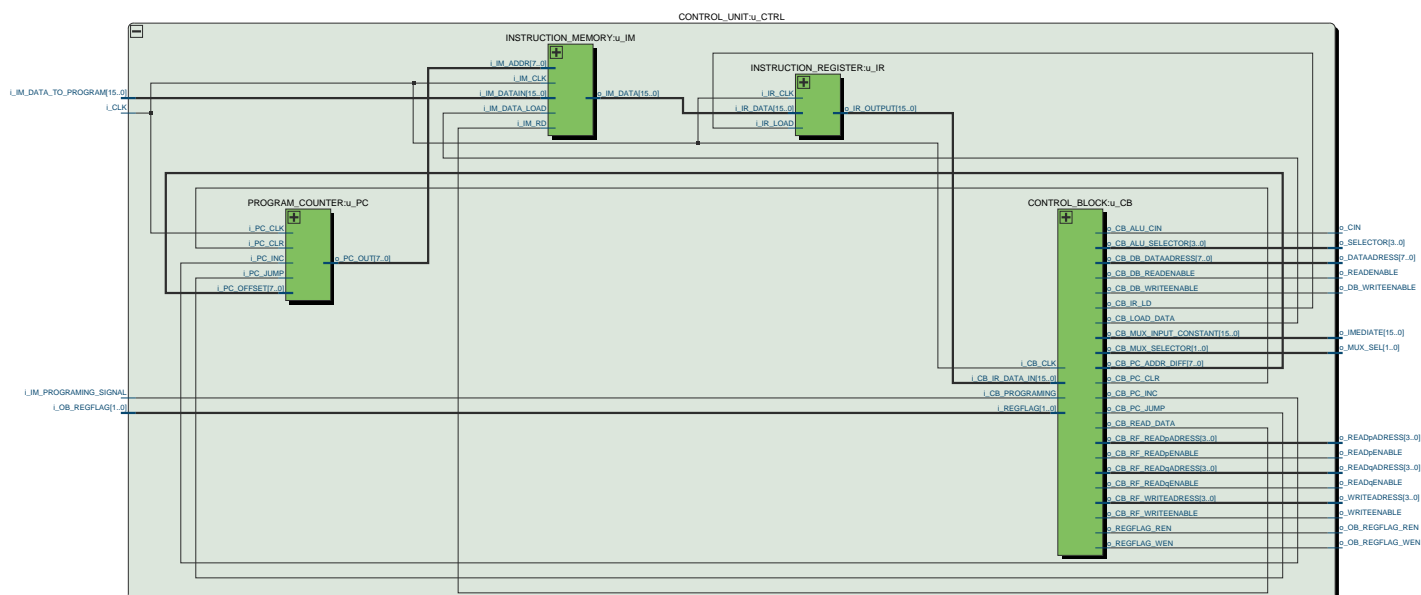 CONTROL_UNIT:u_CTRL
INSTRUCTION_MEMORY:u_IM
i_IM_ADDR[7..0]
i_IM_CLK
i_IM_DATAIN[15..0]
i_IM_DATA_LOAD
i_IM_RD
o_IM_DATA[15..0]
INSTRUCTION_REGISTER:u_IR
i_IR_CLK
i_IR_DATA[15..0]
i_IR_LOAD
o_IR_OUTPUT[15..0]
i_IM_DATA_TO_PROGRAM[15..0]
i_CLK
PROGRAM_COUNTER:u_PC
i_PC_CLK
i_PC_CLR
i_PC_INC
i_PC_JUMP
i_PC_OFFSET[7..0]
o_PC_OUT[7..0]
i_IM_PROGRAMING_SIGNAL
i_OB_REGFLAG[1..0]
CONTROL_BLOCK:u_CB
i_CB_CLK
i_CB_IR_DATA_IN[15..0]
i_CB_PROGRAMING
i_REGFLAG[1..0]
o_CB_ALU_CIN
o_CB_ALU_SELECTOR[3..0]
o_CB_DB_DATAADRESS[7..0]
o_CB_DB_READENABLE
o_CB_DB_WRITEENABLE
o_CB_IR_LD
o_CB_LOAD_DATA
o_CB_MUX_INPUT_CONSTANT[15..0]
o_CB_MUX_SELECTOR[1..0]
o_CB_PC_ADDR_DIFF[7..0]
o_CB_PC_CLR
o_CB_PC_INC
o_CB_PC_JUMP
o_CB_READ_DATA
o_CB_RF_READpADRESS[3..0]
o_CB_RF_READpENABLE
o_CB_RF_READqADRESS[3..0]
o_CB_RF_READqENABLE
o_CB_RF_WRITEADRESS[3..0]
o_CB_RF_WRITEENABLE
o_REGFLAG_REN
o_REGFLAG_WEN
o_CIN
o_SELECTOR[3..0]
o_DATAADRESS[7..0]
o_READENABLE
o_DB_WRITEENABLE
o_IMEDIATE[15..0]
o_MUX_SEL[1..0]
o_READpADRESS[3..0]
o_READpENABLE
o_READqADRESS[3..0]
o_READqENABLE
o_WRITEADRESS[3..0]
o_WRITEENABLE
o_OB_REGFLAG_REN
o_OB_REGFLAG_WEN